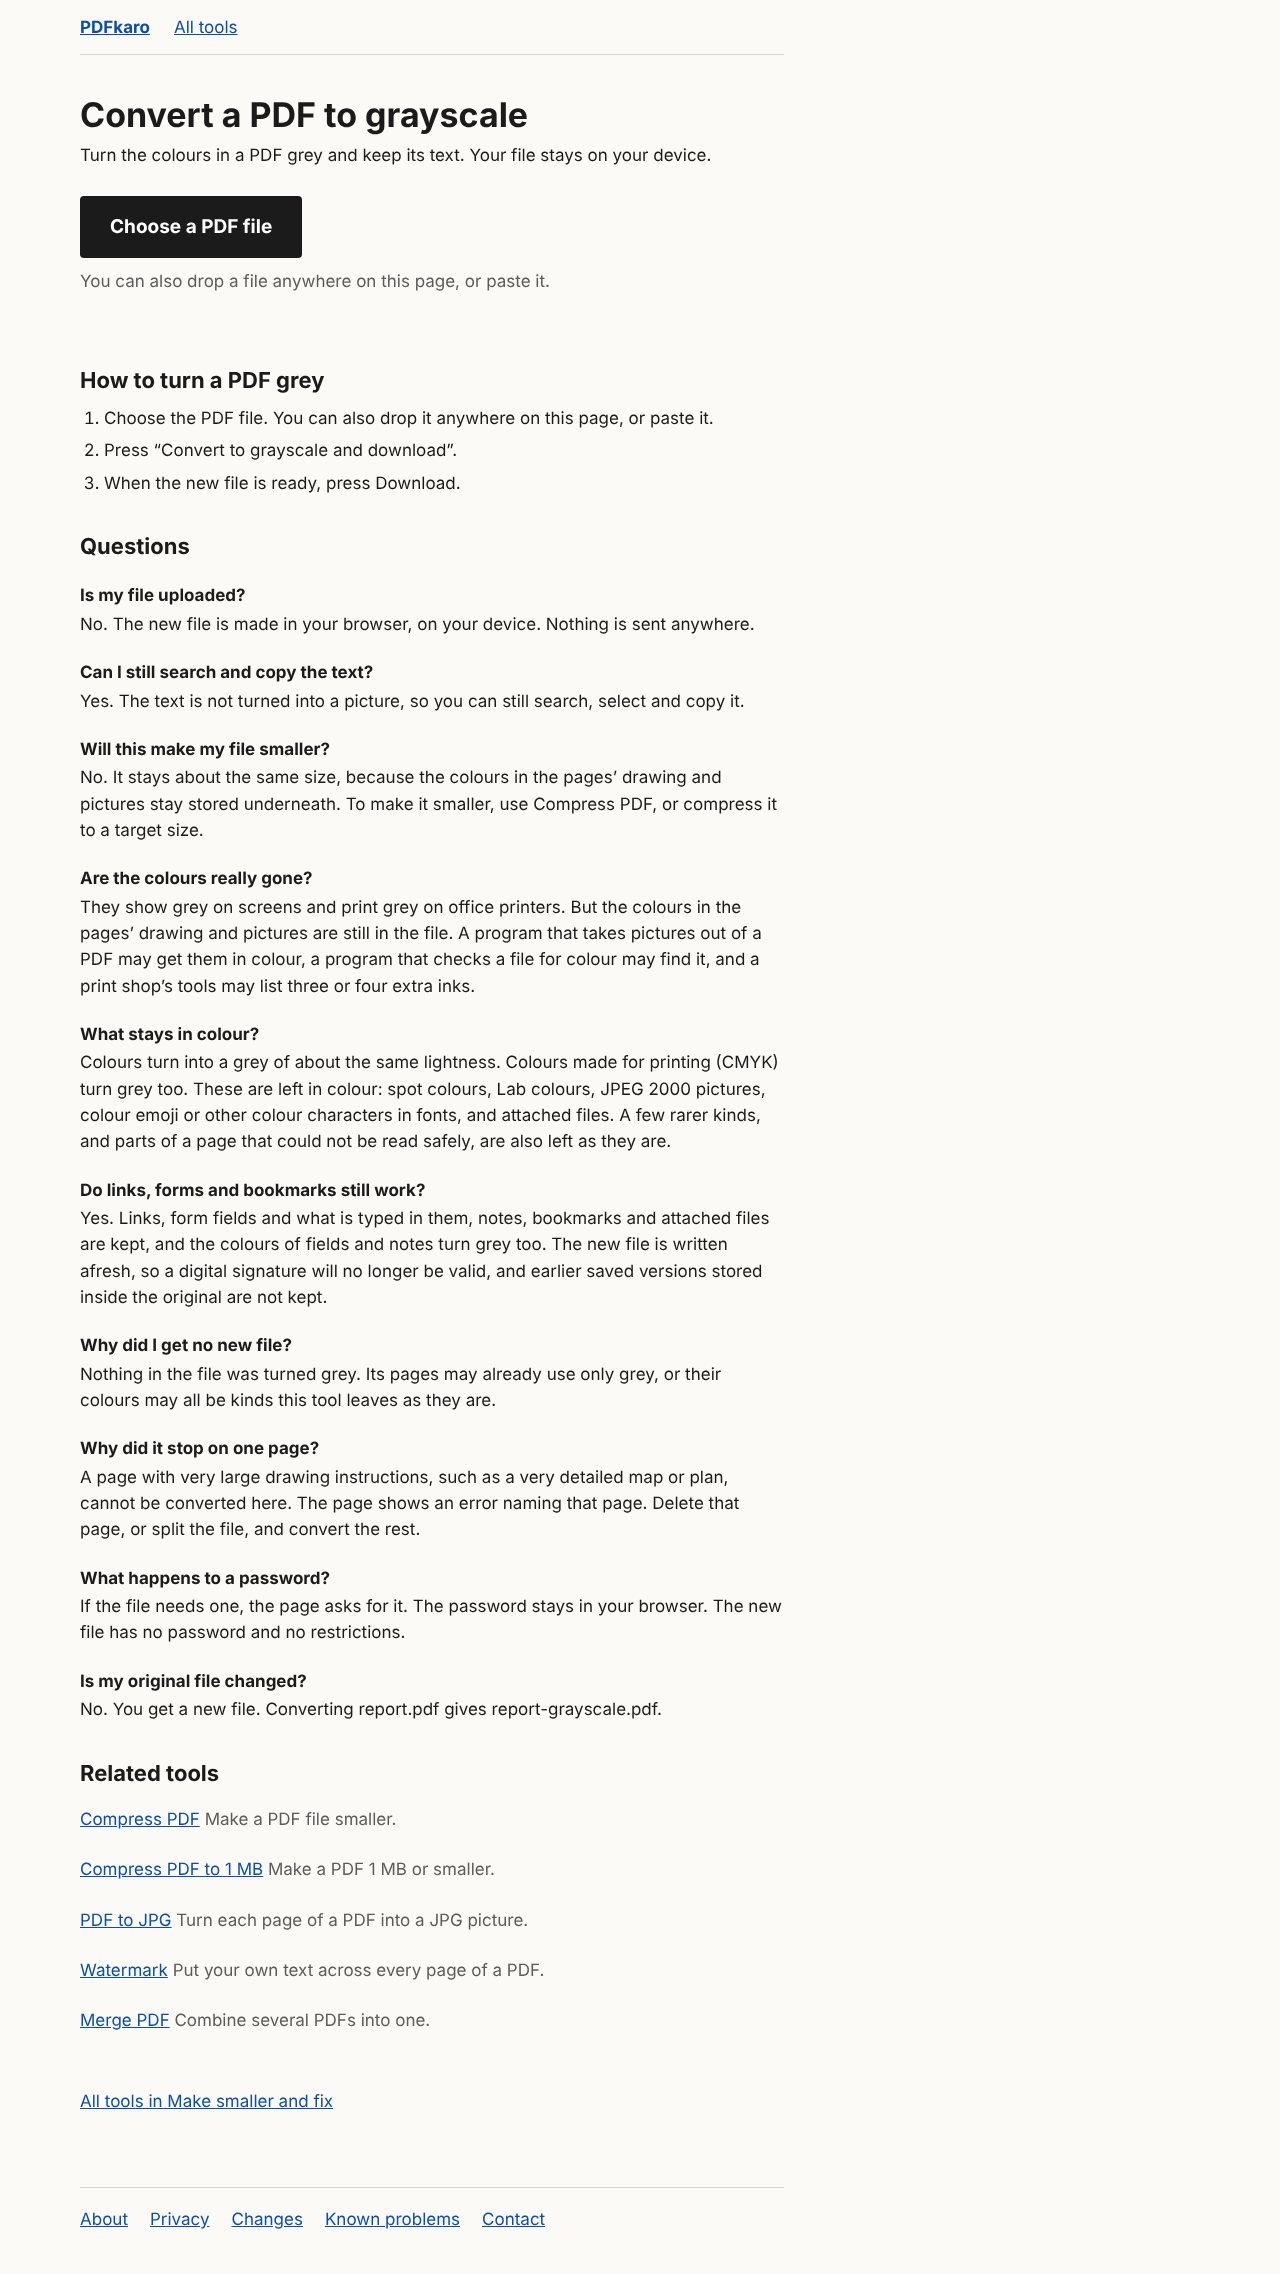 PDFkaro All tools
Convert a PDF to grayscale
Turn the colours in a PDF grey and keep its text. Your file stays on your device.
Choose a PDF file
You can also drop a file anywhere on this page, or paste it.
How to turn a PDF grey
1. Choose the PDF file. You can also drop it anywhere on this page, or paste it.
2. Press “Convert to grayscale and download”.
3. When the new file is ready, press Download.
Questions
Is my file uploaded?
No. The new file is made in your browser, on your device. Nothing is sent anywhere.
Can I still search and copy the text?
Yes. The text is not turned into a picture, so you can still search, select and copy it.
Will this make my file smaller?
No. It stays about the same size, because the colours in the pages’ drawing and
pictures stay stored underneath. To make it smaller, use Compress PDF, or compress it
to a target size.
Are the colours really gone?
They show grey on screens and print grey on office printers. But the colours in the
pages’ drawing and pictures are still in the file. A program that takes pictures out of a
PDF may get them in colour, a program that checks a file for colour may find it, and a
print shop’s tools may list three or four extra inks.
What stays in colour?
Colours turn into a grey of about the same lightness. Colours made for printing (CMYK)
turn grey too. These are left in colour: spot colours, Lab colours, JPEG 2000 pictures,
colour emoji or other colour characters in fonts, and attached files. A few rarer kinds,
and parts of a page that could not be read safely, are also left as they are.
Do links, forms and bookmarks still work?
Yes. Links, form fields and what is typed in them, notes, bookmarks and attached files
are kept, and the colours of fields and notes turn grey too. The new file is written
afresh, so a digital signature will no longer be valid, and earlier saved versions stored
inside the original are not kept.
Why did I get no new file?
Nothing in the file was turned grey. Its pages may already use only grey, or their
colours may all be kinds this tool leaves as they are.
Why did it stop on one page?
A page with very large drawing instructions, such as a very detailed map or plan,
cannot be converted here. The page shows an error naming that page. Delete that
page, or split the file, and convert the rest.
What happens to a password?
If the file needs one, the page asks for it. The password stays in your browser. The new
file has no password and no restrictions.
Is my original file changed?
No. You get a new file. Converting report.pdf gives report-grayscale.pdf.
Related tools
Compress PDF Make a PDF file smaller.
Compress PDF to 1 MB Make a PDF 1 MB or smaller.
PDF to JPG Turn each page of a PDF into a JPG picture.
Watermark Put your own text across every page of a PDF.
Merge PDF Combine several PDFs into one.
All tools in Make smaller and fix
About Privacy Changes Known problems Contact